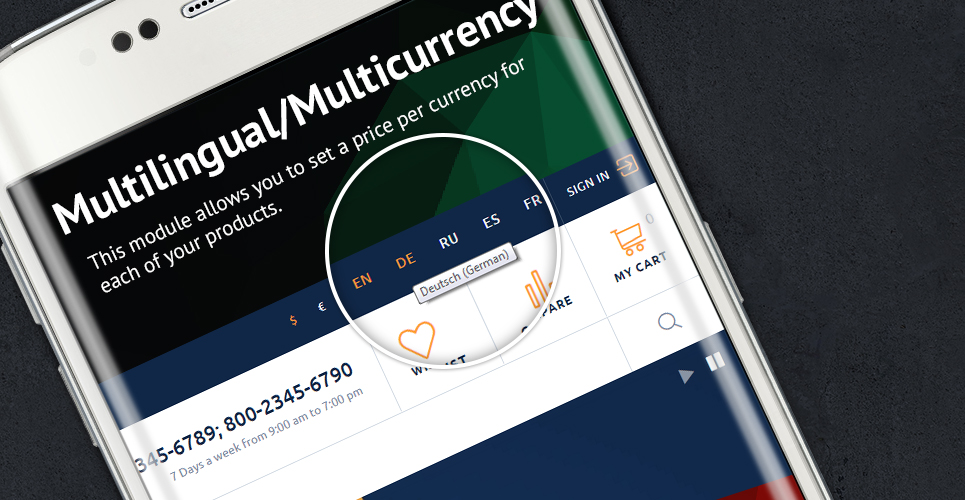 Multilingual/Multicurrency
This module allows you to set a price per currency for
each of your products.
$ € EN DE RU ES FR SIGN IN
Deutsch (German)
0
MY CART
345-6789; 800-2345-6790
7 Days a week from 9:00 am to 7:00 pm